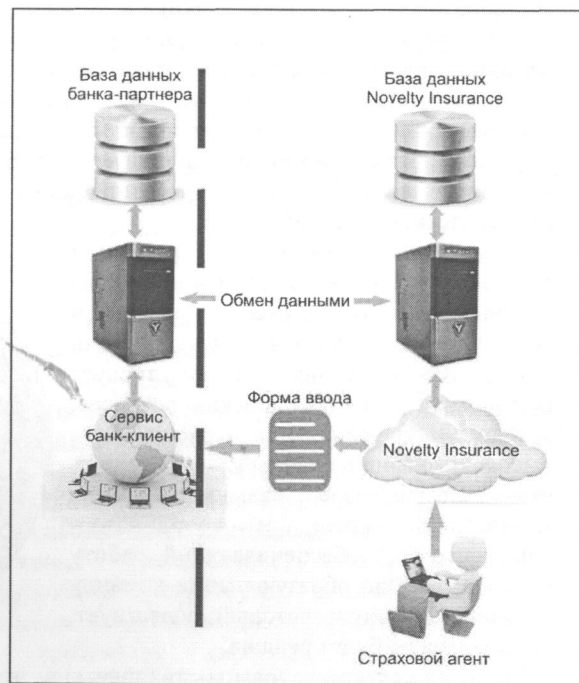 База данных
банка-партнера
База данных
Novelty Insurance
Обмен данными
Форма ввода
Сервис
банк-клиент
Novelty Insurance
Страховой агент